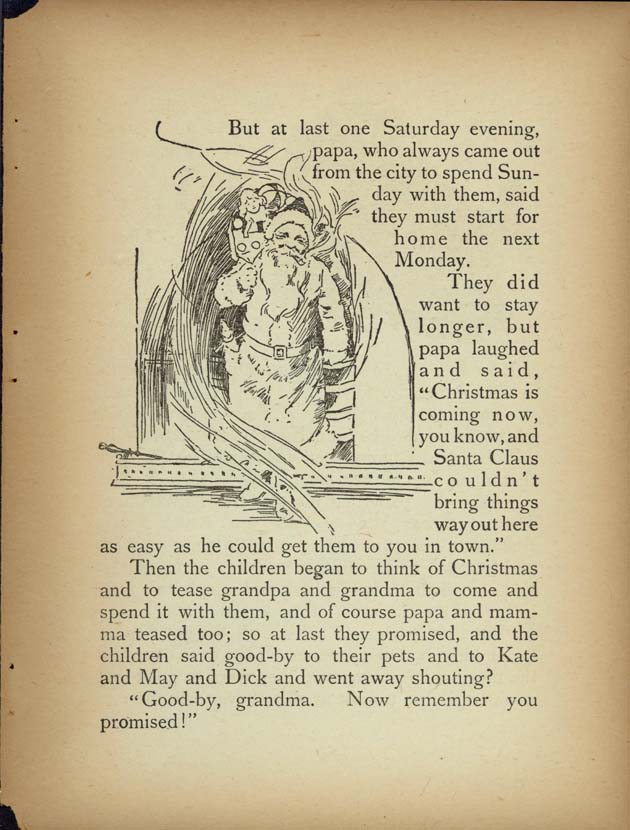 But at last one Saturday evening,
papa, who always came out
from the city to spend Sun-
day with them, said
they must start for
home the next
Monday.
They did
want to stay
longer, but
papa laughed
and said,
“Christmas is
coming now,
you know, and
Santa Claus
couldn't
bring things
way out here
as easy as he could get them to you in town.”
Then the children began to think of Christmas
and to tease grandpa and grandma to come and
spend it with them, and of course papa and mam-
ma teased too; so at last they promised, and the
children said good-by to their pets and to Kate
and May and Dick and went away shouting?
“Good-by, grandma. Now remember you
promised!”